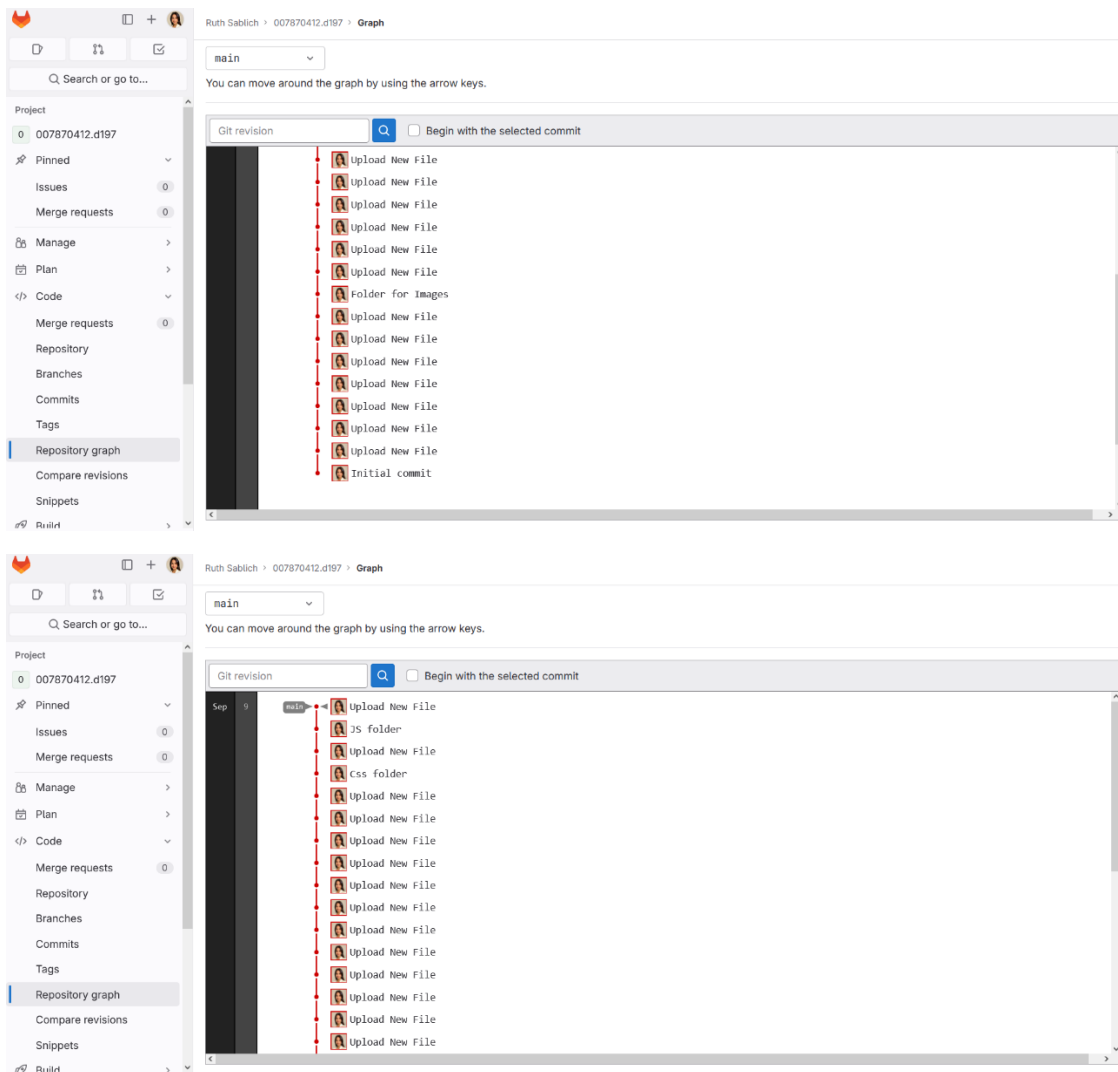 Ruth Sablich > 007870412.d197 > Graph
Search or go to...
Project
0 007870412.d197
Pinned
Issues 0
Merge requests 0
Manage
Plan
Code
Merge requests 0
Repository
Branches
Commits
Tags
Repository graph
Compare revisions
Snippets
Build
main
You can move around the graph by using the arrow keys.
Git revision
Begin with the selected commit
Upload New File
Upload New File
Upload New File
Upload New File
Upload New File
Upload New File
Folder for Images
Upload New File
Upload New File
Upload New File
Upload New File
Upload New File
Upload New File
Upload New File
Initial commit
Ruth Sablich > 007870412.d197 > Graph
Search or go to...
Project
0 007870412.d197
Pinned
Issues 0
Merge requests 0
Manage
Plan
Code
Merge requests 0
Repository
Branches
Commits
Tags
Repository graph
Compare revisions
Snippets
Build
main
You can move around the graph by using the arrow keys.
Git revision
Begin with the selected commit
Sep 9 main Upload New File
JS folder
Upload New File
Css folder
Upload New File
Upload New File
Upload New File
Upload New File
Upload New File
Upload New File
Upload New File
Upload New File
Upload New File
Upload New File
Upload New File
Upload New File